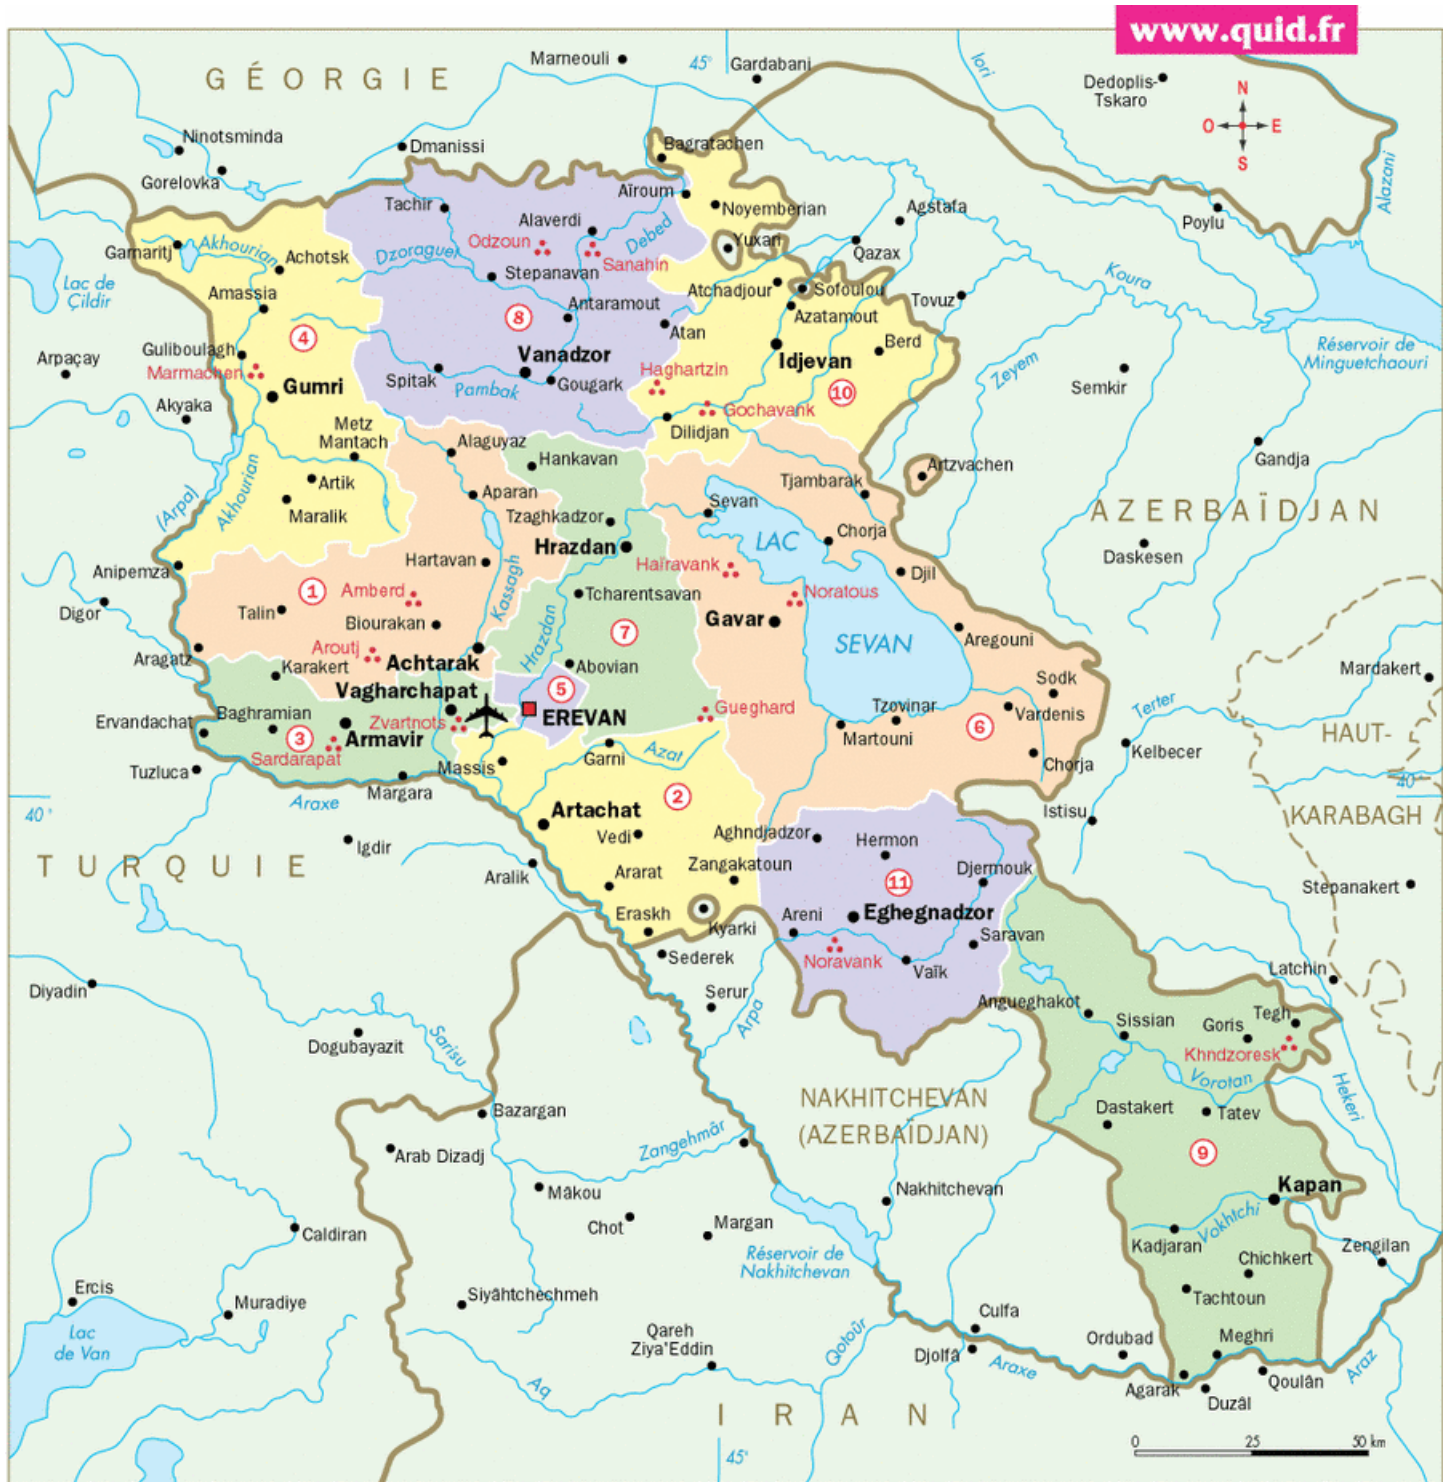 www.quid.fr
GÉORGIE
Marneouli
45°
Gardabani
Iori
Dedoplis-
Tskaro
N
O
E
S
Ninotsminda
Dmanissi
Bagratachen
Gorelovka
Alazani
Tachir
Aïroum
Noyemberian
Agstafa
Poylu
Alaverdi
Debed
Odzoun
Sanahin
Yuxari
Qazax
Garnaritj
Akhourian
Achotsk
Dzoraguet
Stepanavan
Koura
Lac de
Çildir
Amassia
Antaramout
Atchadjour
Sofoulou
Azatamout
Tovuz
4
8
Atan
Berd
Réservoir de
Minguetchaouri
Arpaçay
Guliboulagh
Marmachen
Vanadzor
Idjevan
Zeyem
Gumri
Spitak
Pambak
Gougark
Haghartzin
10
Semkir
Akyaka
Gochavank
Metz
Mantach
Alaguyaz
Dilidjan
Hankavan
Artzvachen
Gandja
Akhourian
(Arpa)
Artik
Maralik
Aparan
Tzaghkadzor
Sevan
Tjambarak
AZERBAÏDJAN
Hrazdan
LAC
Chorja
Daskesen
Anipemza
Hartavan
Kassagh
Haïravank
Djil
Digor
1
Amberd
Talin
Biourakan
Tcharentsavan
Noratous
Gavar
7
SEVAN
Aregouni
Hrazdan
Aragatz
Aroutj
Achtarak
Karakert
Abovian
Mardakert
Vagharchapat
5
Sodk
Ervandachat
Baghramian
3
Armavir
Zvartnots
EREVAN
Gueghard
Tzovinar
Martouni
6
Vardenis
Terter
Sardarapat
Garni
Azat
Kelbecer
HAUT-
Tuzluca
Massis
Chorja
Margara
Araxe
2
40°
40°
KARABAGH
Artachat
Istisu
Igdir
Vedi
Aghndjadzor
Hermon
TURQUIE
Aralik
Ararat
Zangakatoun
Djermouk
11
Stepanakert
Eraskh
Kyarki
Areni
Eghegnadzor
Sederek
Saravan
Noravank
Vaïk
Latchin
Diyadin
Serur
Arpa
Angueghakot
Sissian
Goris
Tegh
Khndzoresk
Dogubayazit
Sarisu
Vorotan
Hekeri
NAKHITCHEVAN
(AZERBAÏDJAN)
Bazargan
Dastakert
Tatev
Arab Dizadj
Zangehmâr
9
Mâkou
Nakhitchevan
Kapan
Chot
Margan
Vokhtchi
Caldiran
Kadjaran
Zengilan
Réservoir de
Nakhitchevan
Chichkert
Ercis
Siyâhtchechmeh
Tachtoun
Muradiye
Lac
de Van
Qareh
Ziya'Eddin
Qotoûr
Culfa
Ordubad
Meghri
Djolfâ
Araxe
Agarak
Qoulân
Araz
Aq
Duzâl
IRAN
45°
0 25 50 km